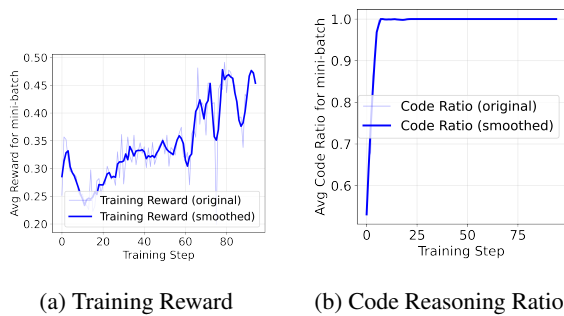 Avg Reward for mini-batch
0.50
0.45
0.40
0.35
0.30
0.25
0.20
Training Reward (original)
Training Reward (smoothed)
0 20 40 60 80
Training Step
(a) Training Reward
Avg Code Ratio for mini-batch
1.0
0.9
0.8
0.7
0.6
Code Ratio (original)
Code Ratio (smoothed)
0 25 50 75
Training Step
(b) Code Reasoning Ratio